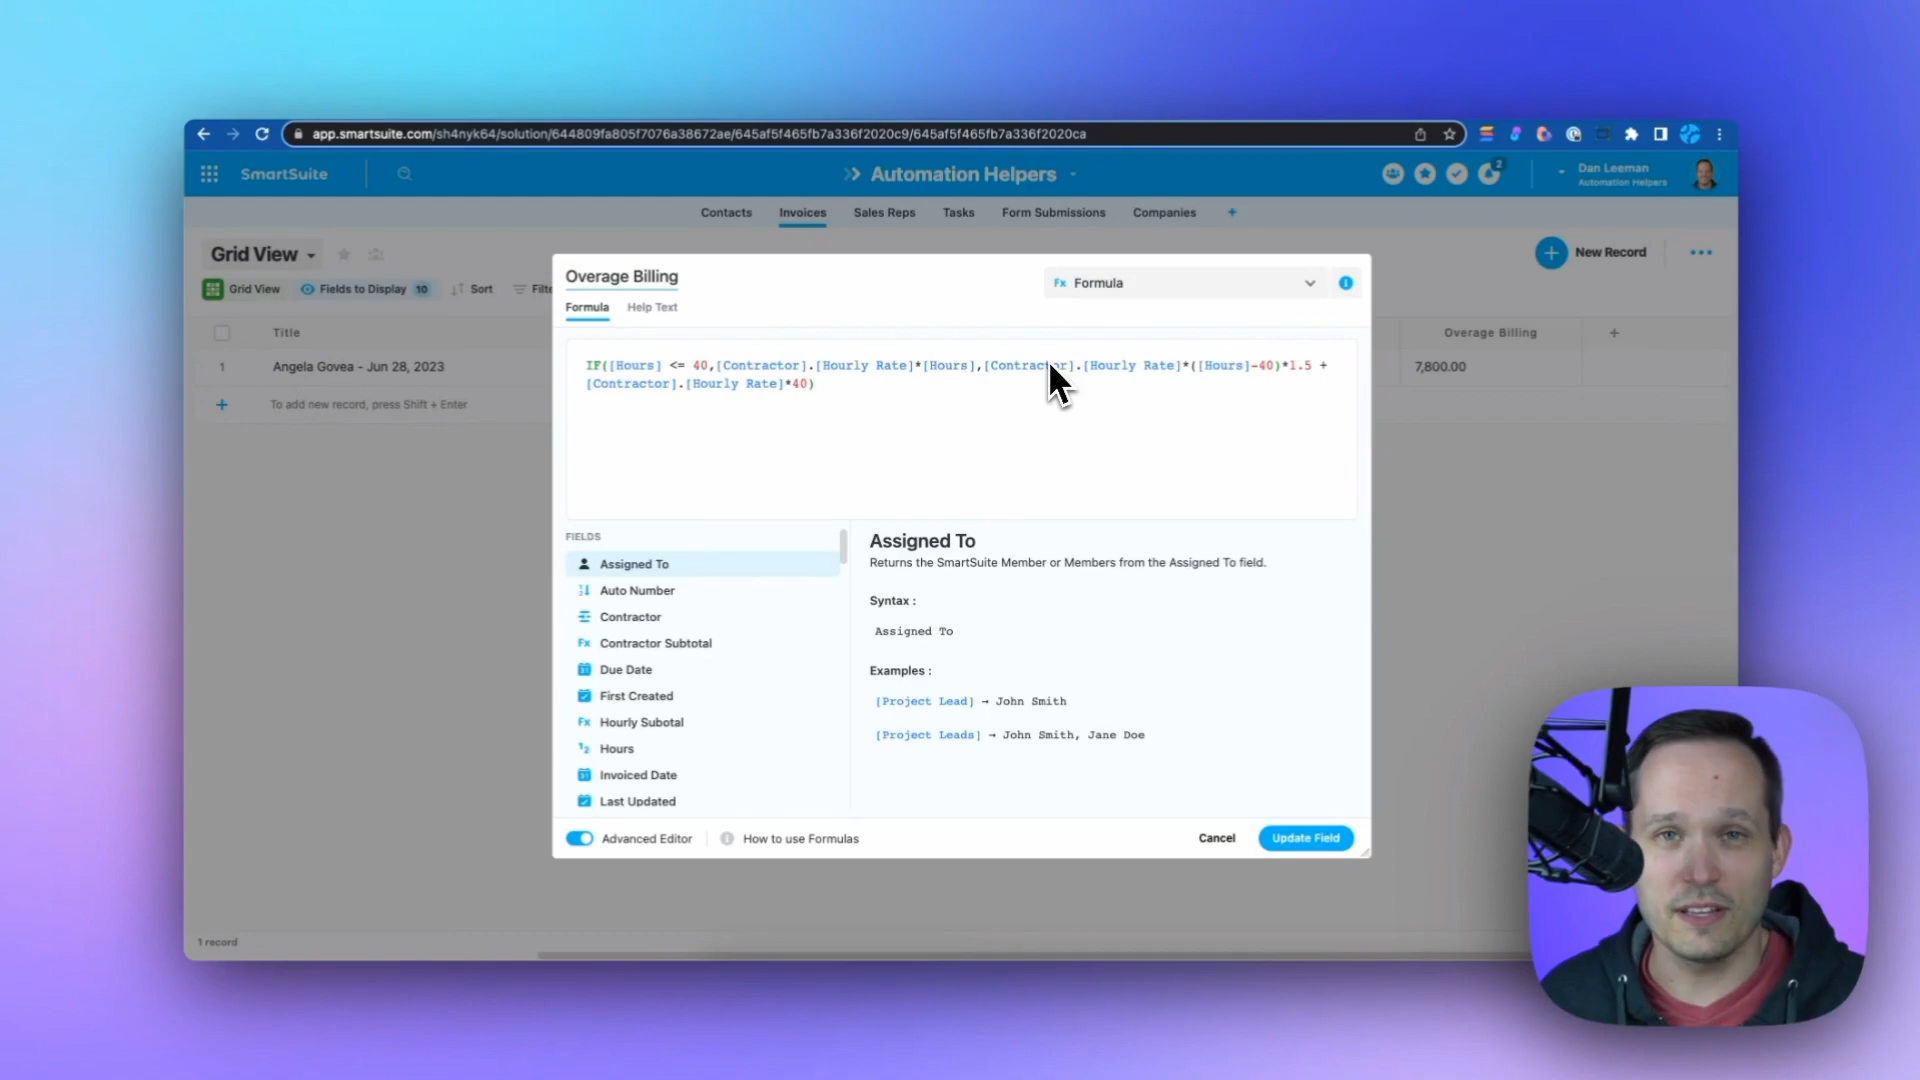 app.smartsuite.com/sh4nyk64/solution/644809fa805f7076a38672ae/645af5f465fb7a336f2020c9/645af5f465fb7a336f2020ca
SmartSuite
Automation Helpers
2
Dan Leeman
Automation Helpers
Contacts
Invoices
Sales Reps
Tasks
Form Submissions
Companies
Grid View
New Record
Grid View
Fields to Display 10
Sort
Filte
Title
Overage Billing
1
Angela Govea - Jun 28, 2023
7,800.00
To add new record, press Shift + Enter
Overage Billing
Fx Formula
Formula
Help Text
IF([Hours] <= 40,[Contractor].[Hourly Rate]*[Hours],[Contractor].[Hourly Rate]*([Hours]-40)*1.5 +
[Contractor].[Hourly Rate]*40)
FIELDS
Assigned To
Auto Number
Contractor
Fx Contractor Subtotal
Due Date
First Created
Fx Hourly Subotal
Hours
Invoiced Date
Last Updated
Assigned To
Returns the SmartSuite Member or Members from the Assigned To field.
Syntax :
Assigned To
Examples :
[Project Lead] → John Smith
[Project Leads] → John Smith, Jane Doe
Advanced Editor
How to use Formulas
Cancel
Update Field
1 record